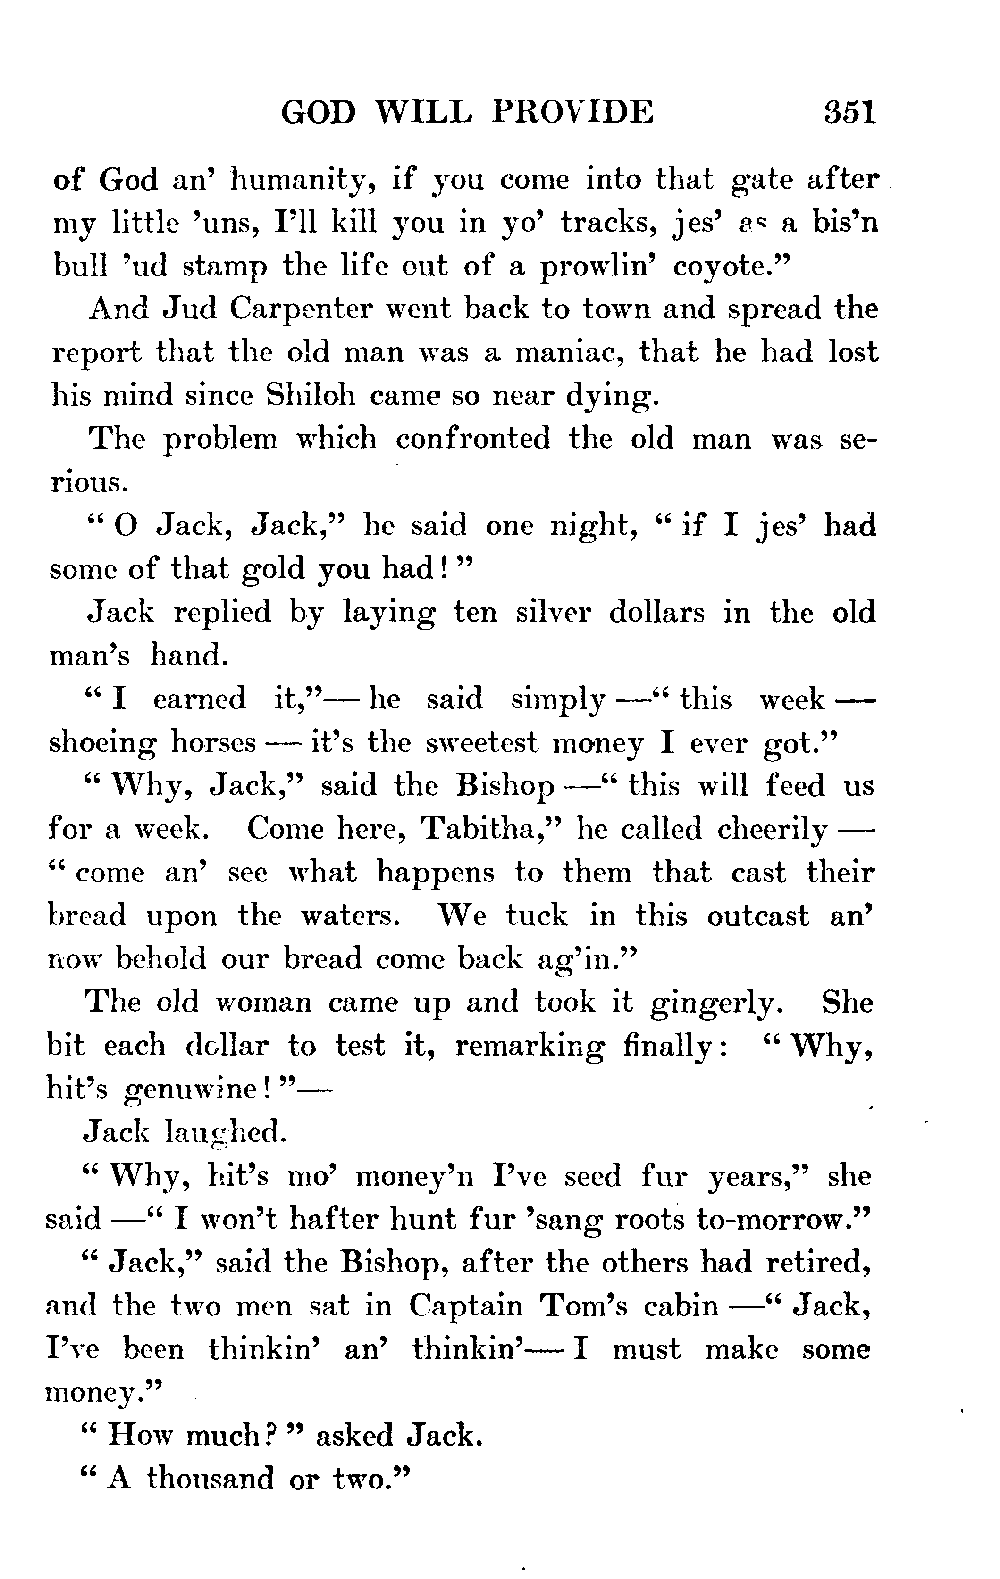 GOD WILL PROVIDE 351
of God an' humanity, if you come into that gate after
my little 'uns, I'll kill you in yo' tracks, jes' as a bis'n
bull 'ud stamp the life out of a prowlin' coyote."
And Jud Carpenter went back to town and spread the
report that the old man was a maniac, that he had lost
his mind since Shiloh came so near dying.
The problem which confronted the old man was se-
rious.
" O Jack, Jack," he said one night, " if I jes' had
some of that gold you had! "
Jack replied by laying ten silver dollars in the old
man's hand.
" I earned it,"— he said simply —" this week —
shoeing horses — it's the sweetest money I ever got."
" Why, Jack," said the Bishop —" this will feed us
for a week. Come here, Tabitha," he called cheerily —
" come an' see what happens to them that cast their
bread upon the waters. We tuck in this outcast an'
now behold our bread come back ag'in."
The old woman came up and took it gingerly. She
bit each dollar to test it, remarking finally: " Why,
hit's genuwine! "—
Jack laughed.
" Why, hit's mo' money'n I've seed fur years," she
said —" I won't hafter hunt fur 'sang roots to-morrow."
" Jack," said the Bishop, after the others had retired,
and the two men sat in Captain Tom's cabin —" Jack,
I've been thinkin' an' thinkin'— I must make some
money."
" How much? " asked Jack.
" A thousand or two."